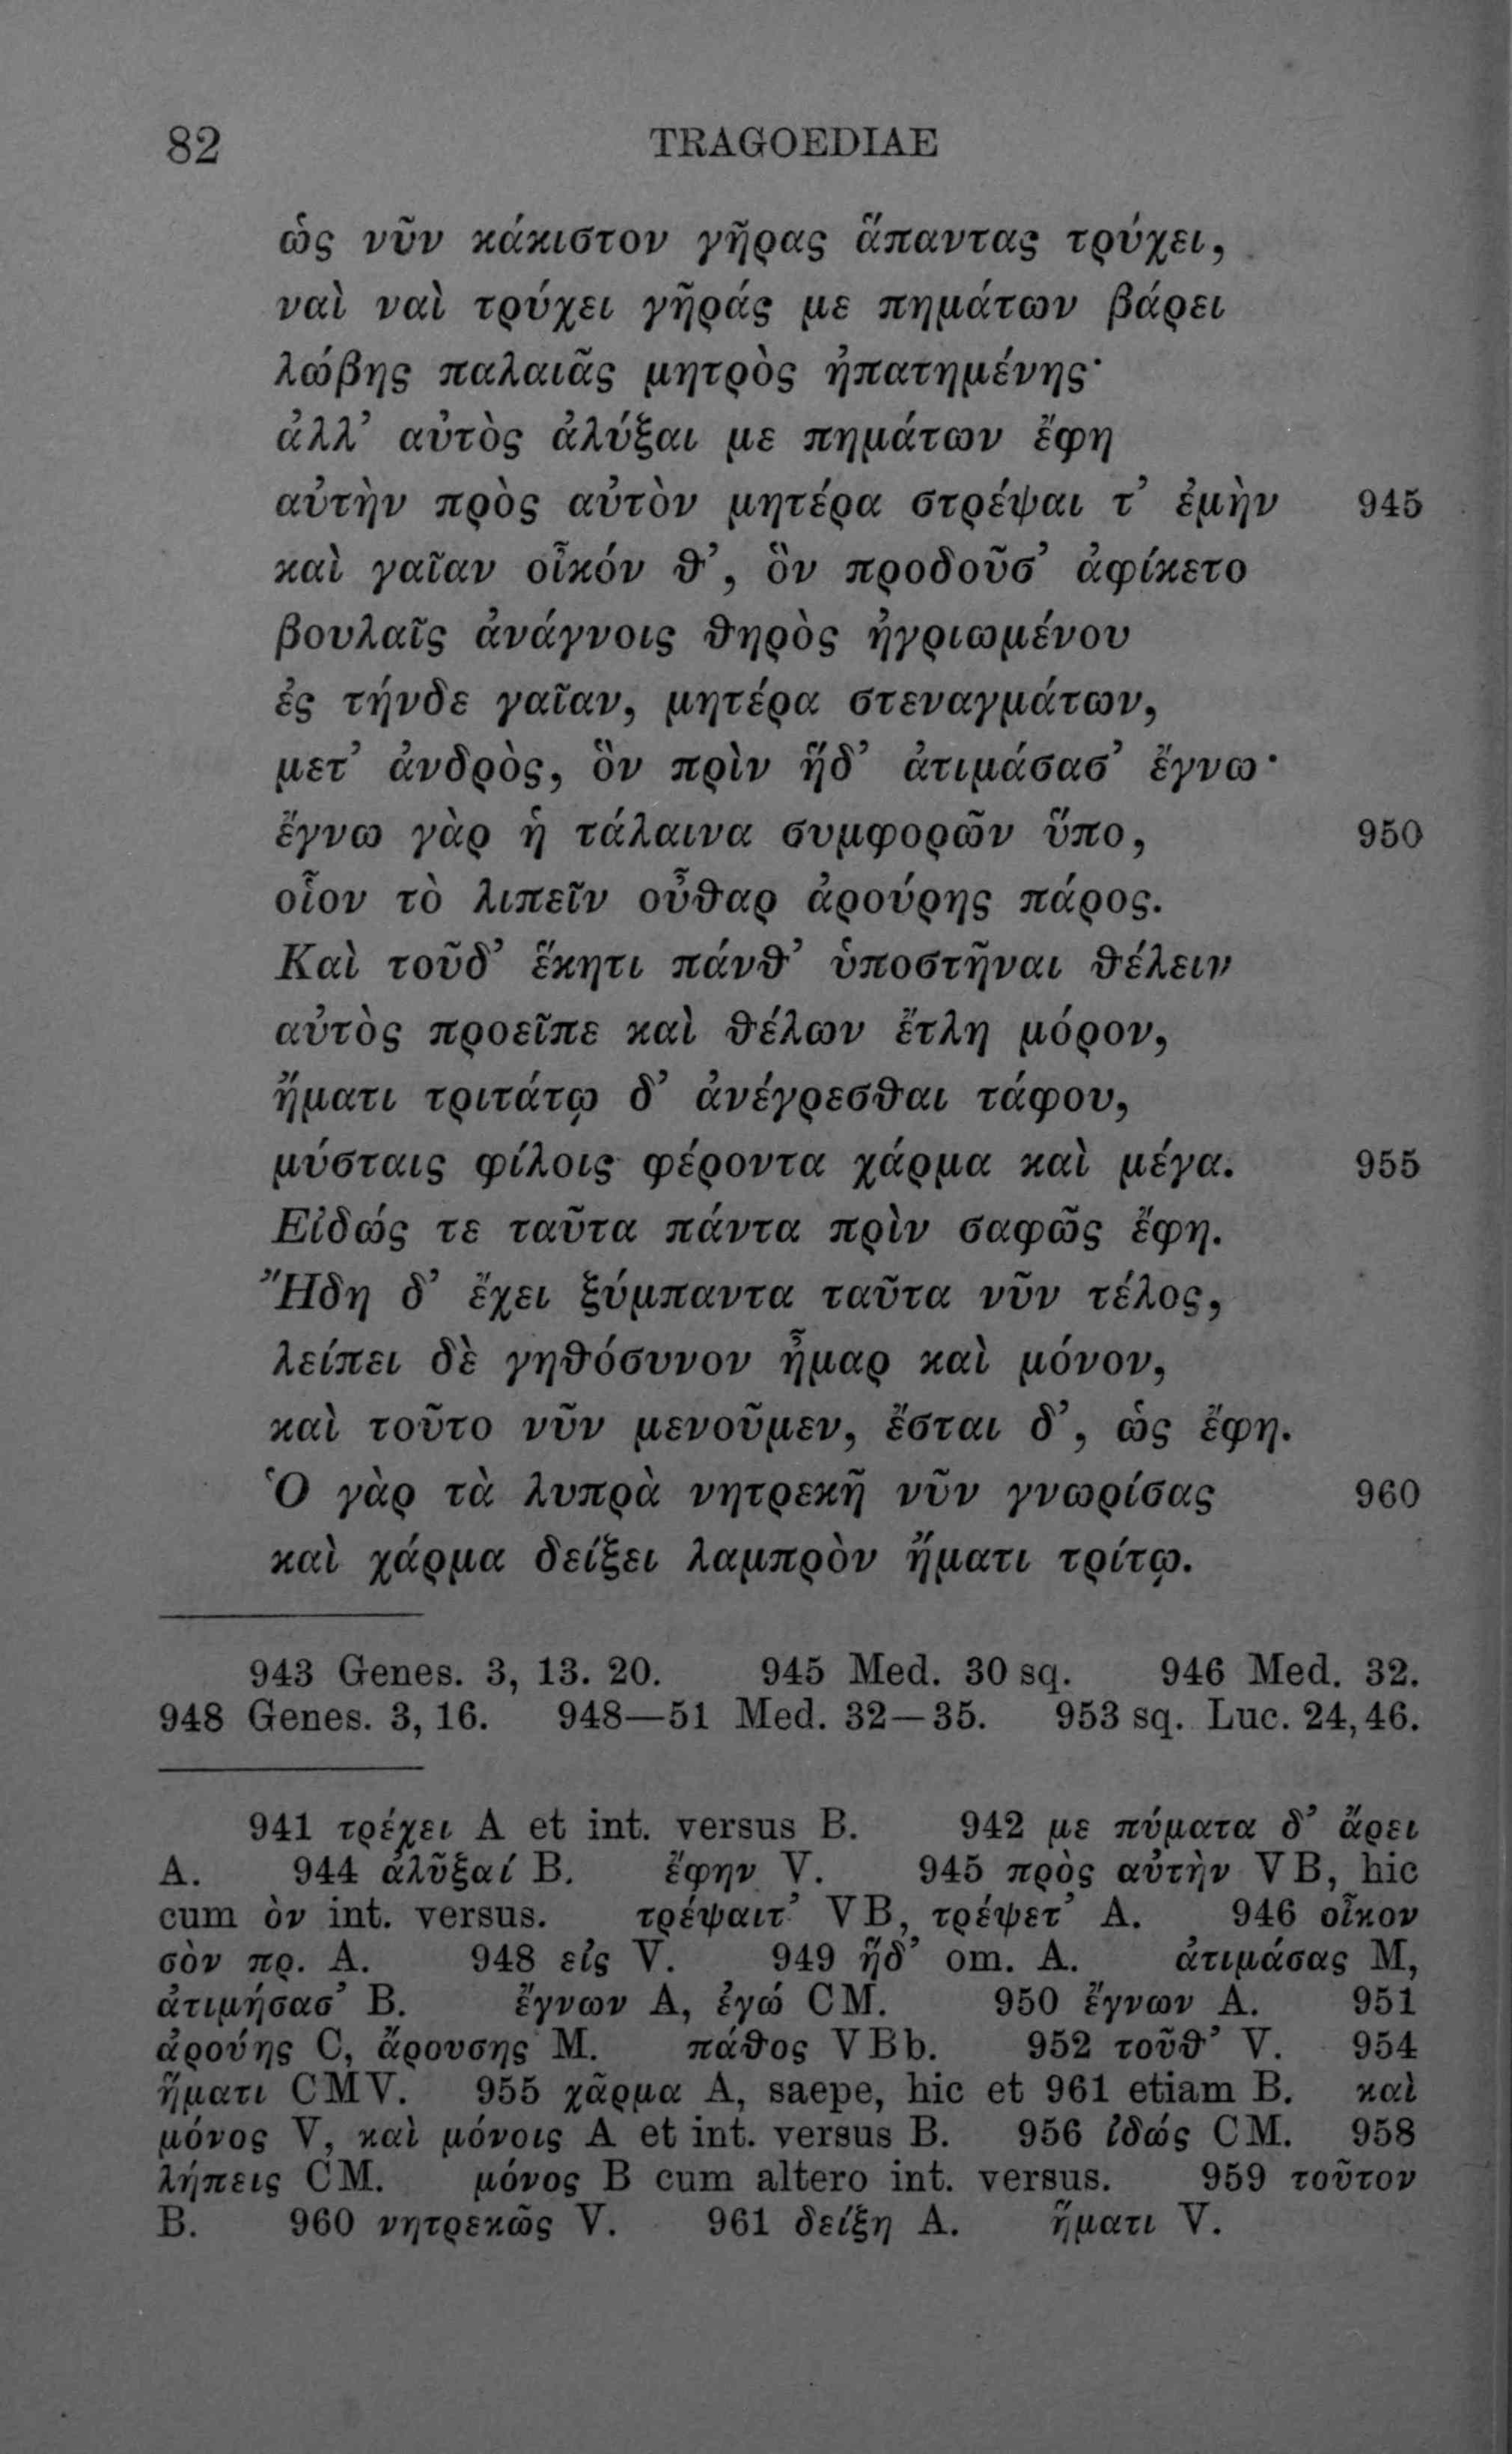 82 TRAGOEDIAE
ὡς νῦν κάκιστον γῆρας ἅπαντας τρύχει,
ναὶ ναὶ τρύχει γῆράς με πημάτων βάρει
λώβης παλαιᾶς μητρὸς ἠπατημένης·
ἀλλ’ αὐτὸς ἀλύξαι με πημάτων ἔφη
αὐτὴν πρὸς αὐτὸν μητέρα στρέψαι τ’ ἐμὴν 945
καὶ γαῖαν οἶκόν θ’, ὃν προδοῦσ’ ἀφίκετο
βουλαῖς ἀνάγνοις θηρὸς ἠγριωμένου
ἐς τήνδε γαῖαν, μητέρα στεναγμάτων,
μετ’ ἀνδρὸς, ὃν πρὶν ἥδ’ ἀτιμάσασ’ ἔγνω·
ἔγνω γὰρ ἡ τάλαινα συμφορῶν ὕπο, 950
οἷον τὸ λιπεῖν οὖθαρ ἀρούρης πάρος.
Καὶ τοῦδ’ ἕκητι πάνθ’ ὑποστῆναι θέλειν
αὐτὸς προεῖπε καὶ θέλων ἔτλη μόρον,
ἤματι τριτάτῳ δ’ ἀνέγρεσθαι τάφου,
μύσταις φίλοις φέροντα χάρμα καὶ μέγα. 955
Εἰδώς τε ταῦτα πάντα πρὶν σαφῶς ἔφη.
Ἤδη δ’ ἔχει ξύμπαντα ταῦτα νῦν τέλος,
λείπει δὲ γηθόσυνον ἦμαρ καὶ μόνον,
καὶ τοῦτο νῦν μενοῦμεν, ἔσται δ’, ὡς ἔφη.
Ὁ γὰρ τὰ λυπρὰ νητρεκῆ νῦν γνωρίσας 960
καὶ χάρμα δείξει λαμπρὸν ἤματι τρίτῳ.
943 Genes. 3, 13. 20. 945 Med. 30 sq. 946 Med. 32.
948 Genes. 3, 16. 948—51 Med. 32—35. 953 sq. Luc. 24, 46.
941 τρέχει A et int. versus B. 942 με πύματα δ’ ἄρει
A. 944 ἀλῦξαί B. ἔφην V. 945 πρὸς αὐτὴν VB, hic
cum ὃν int. versus. τρέψαιτ’ VB, τρέψετ’ A. 946 οἶκον
σὸν πρ. A. 948 εἰς V. 949 ἥδ’ om. A. ἀτιμάσας M,
ἀτιμήσασ’ B. ἔγνων A, ἐγώ CM. 950 ἔγνων A. 951
ἀρούης C, ἄρουσης M. πάθος VBb. 952 τοῦθ’ V. 954
ἥματι CMV. 955 χᾶρμα A, saepe, hic et 961 etiam B. καὶ
μόνος V, καὶ μόνοις A et int. versus B. 956 ἰδώς CM. 958
λήπεις CM. μόνος B cum altero int. versus. 959 τοῦτον
B. 960 νητρεκῶς V. 961 δείξῃ A. ἥματι V.